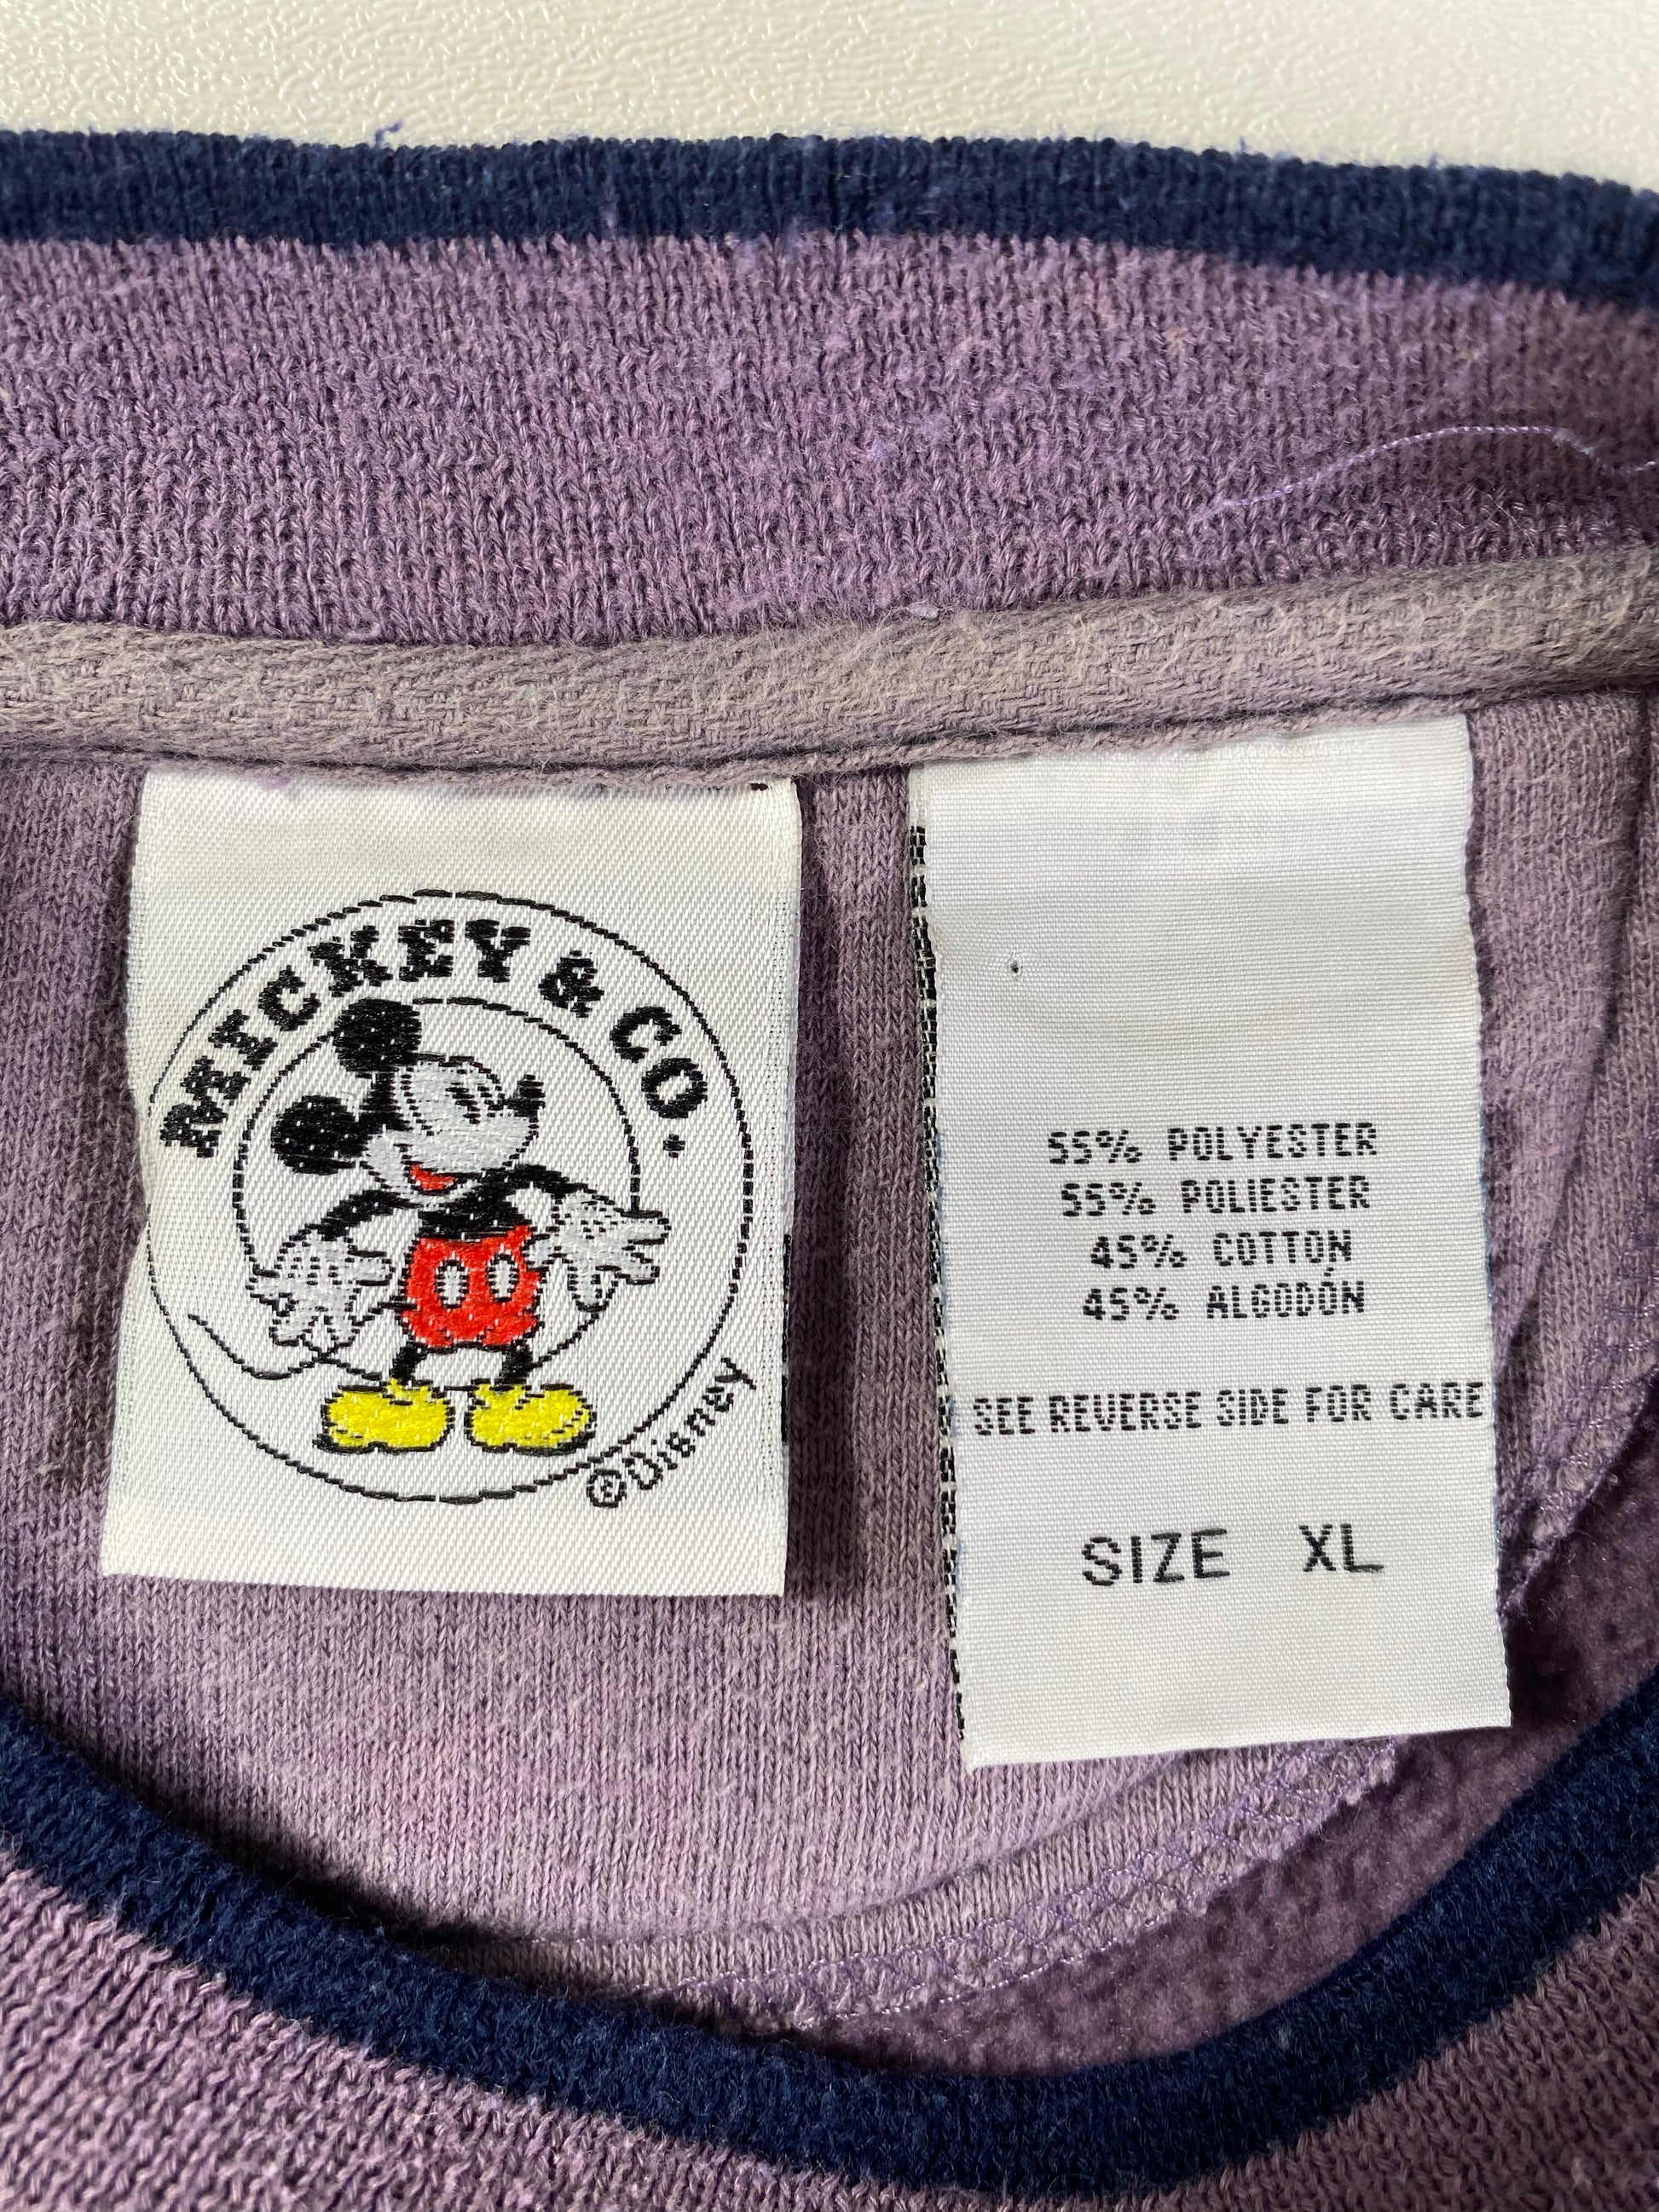 MICKEY & CO.
©Disney
55% POLYESTER
55% POLIESTER
45% COTTON
45% ALGODÓN
SEE REVERSE SIDE FOR CARE
SIZE XL